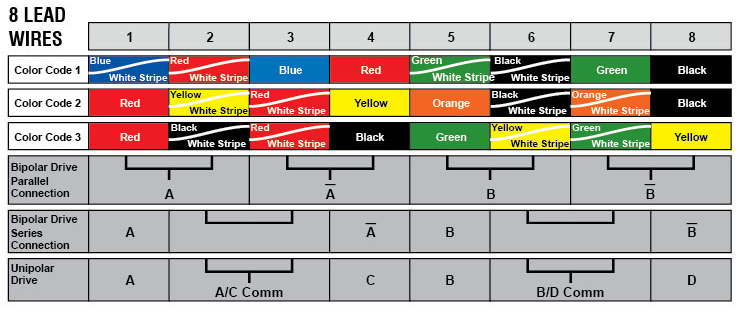 8 LEAD
WIRES
1 2 3 4 5 6 7 8
Color Code 1 Blue White Stripe Red White Stripe Blue Red Green White Stripe Black White Stripe Green Black
Color Code 2 Red Yellow White Stripe Red White Stripe Yellow Orange Black White Stripe Orange White Stripe Black
Color Code 3 Red Black White Stripe Red White Stripe Black Green Yellow White Stripe Green White Stripe Yellow
Bipolar Drive
Parallel
Connection
A A̅ B B̅
Bipolar Drive
Series
Connection
A A̅ B B̅
Unipolar
Drive
A A/C Comm C B B/D Comm D